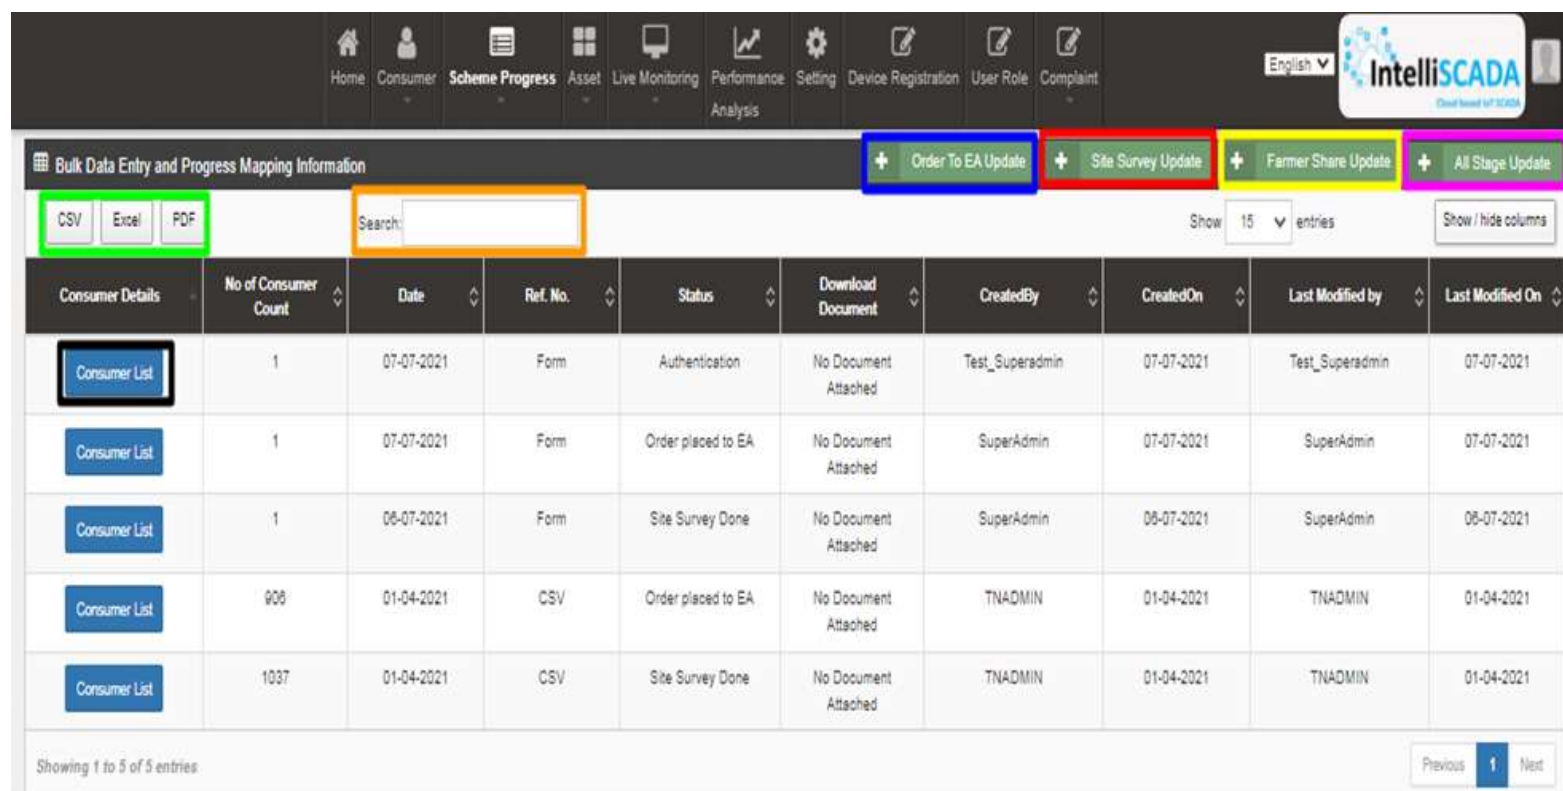 Home Consumer Scheme Progress Asset Live Monitoring Performance Analysis Setting Device Registration User Role Complaint
English
IntelliSCADA
Cloud based IoT SCADA
Bulk Data Entry and Progress Mapping Information
+ Order To EA Update + Site Survey Update + Farmer Share Update + All Stage Update
CSV Excel PDF Search: Show 15 entries Show / hide columns
Consumer Details No of Consumer Count Date Ref. No. Status Download Document CreatedBy CreatedOn Last Modified by Last Modified On
Consumer List 1 07-07-2021 Form Authentication No Document Attached Test_Superadmin 07-07-2021 Test_Superadmin 07-07-2021
Consumer List 1 07-07-2021 Form Order placed to EA No Document Attached SuperAdmin 07-07-2021 SuperAdmin 07-07-2021
Consumer List 1 06-07-2021 Form Site Survey Done No Document Attached SuperAdmin 06-07-2021 SuperAdmin 06-07-2021
Consumer List 906 01-04-2021 CSV Order placed to EA No Document Attached TNADMIN 01-04-2021 TNADMIN 01-04-2021
Consumer List 1037 01-04-2021 CSV Site Survey Done No Document Attached TNADMIN 01-04-2021 TNADMIN 01-04-2021
Showing 1 to 5 of 5 entries
Previous 1 Next